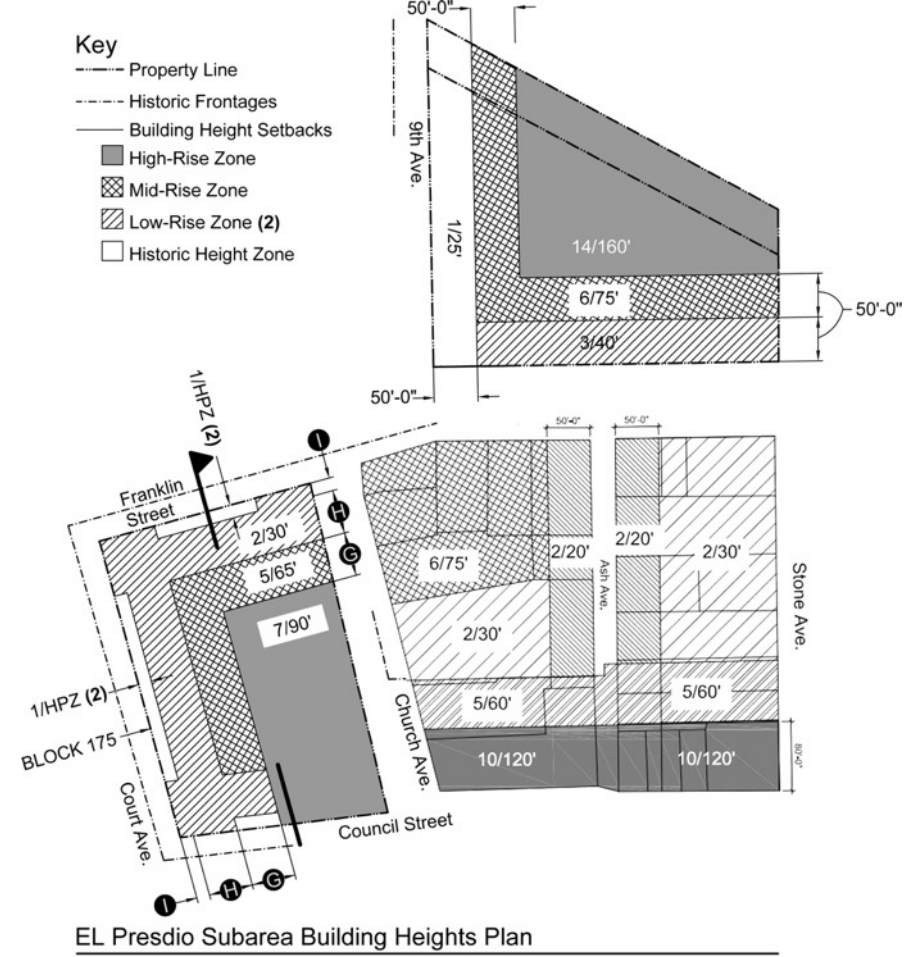 50'-0"
Key
Property Line
Historic Frontages
Building Height Setbacks
High-Rise Zone
Mid-Rise Zone
Low-Rise Zone (2)
Historic Height Zone
9th Ave.
1/25'
14/160'
6/75'
3/40'
50'-0"
50'-0"
1/HPZ (2)
Franklin
Street
I
H
G
2/30'
5/65'
7/90'
1/HPZ (2)
BLOCK 175
Court Ave.
Council Street
I
H
G
Church Ave.
50'-0"
50'-0"
6/75'
2/20'
Ash Ave.
2/20'
2/30'
Stone Ave.
2/30'
5/60'
5/60'
10/120'
10/120'
80'-0"
EL Presdio Subarea Building Heights Plan